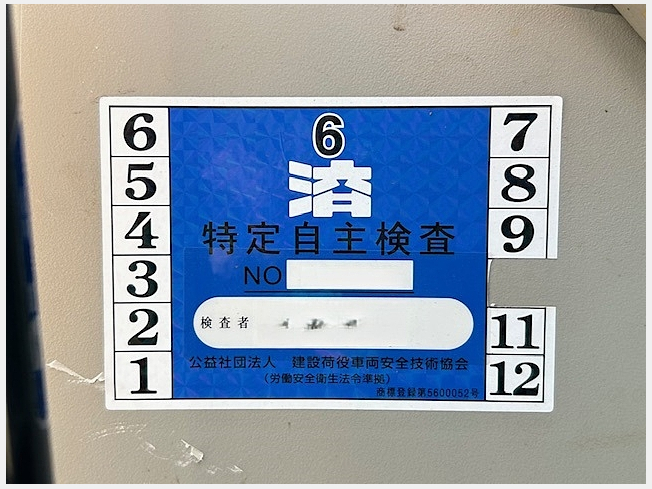 6
済
特定自主検査
NO
検査者
公益社団法人 建設荷役車両安全技術協会
(労働安全衛生法令準拠)
商標登録第5600052号
6
5
4
3
2
1
7
8
9
11
12